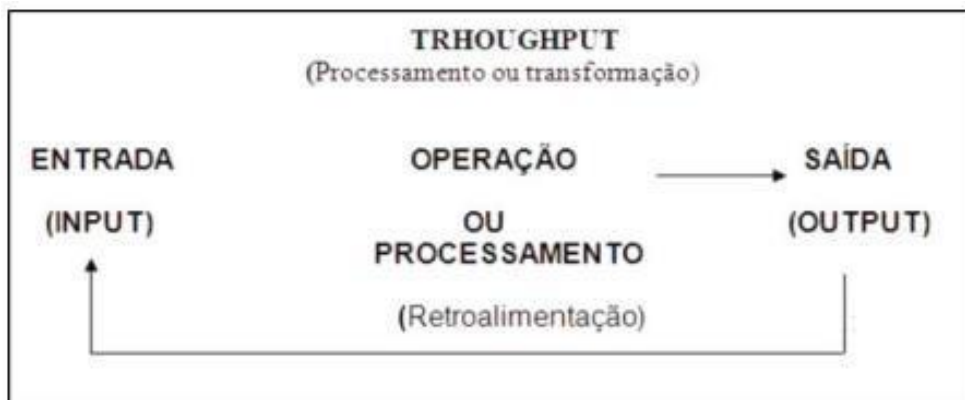 TRHOUGHPUT
(Processamento ou transformação)
ENTRADA OPERAÇÃO SAÍDA
(INPUT) OU (OUTPUT)
PROCESSAMENTO
(Retroalimentação)